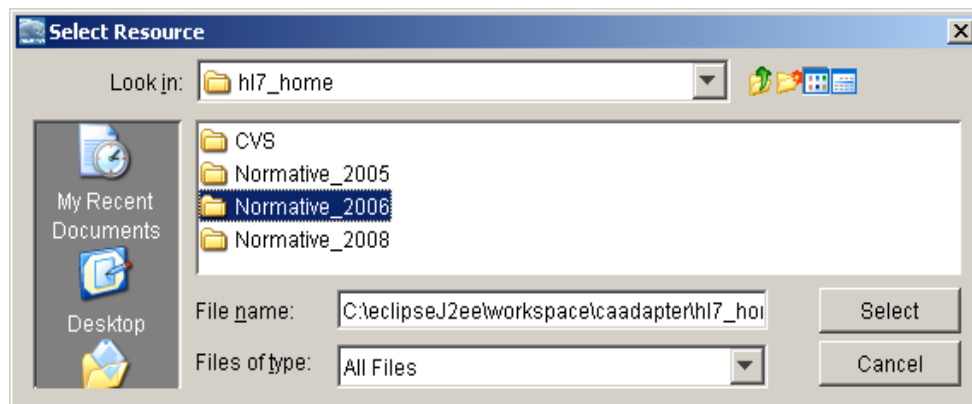 Select Resource
Look in: hl7_home
CVS
Normative_2005
Normative_2006
Normative_2008
My Recent
Documents
Desktop
File name: C:\eclipseJ2ee\workspace\caadapter\hl7_hoi
Select
Files of type: All Files
Cancel